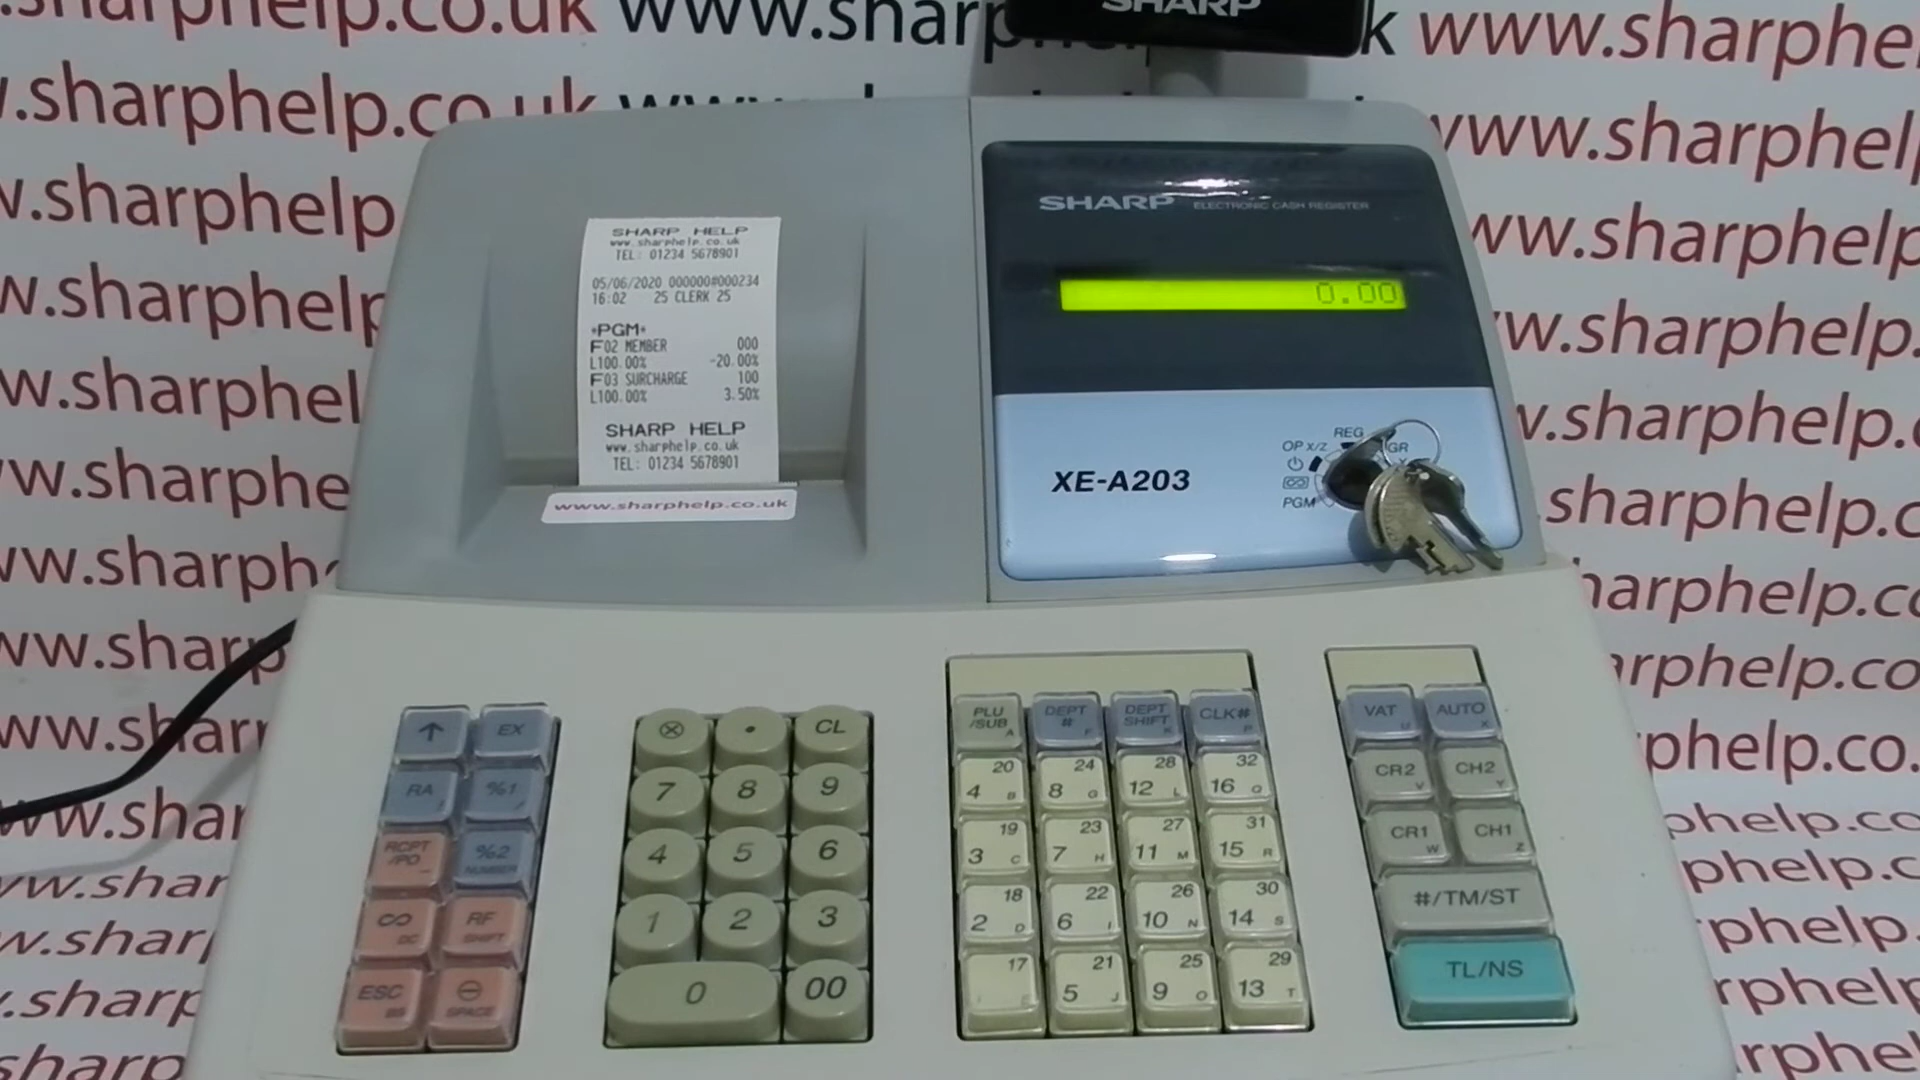 www.sharphelp.co.uk
SHARP
SHARP HELP
www.sharphelp.co.uk
TEL: 01234 5678901
05/06/2020 000000#000234
16:02 25 CLERK 25
*PGM*
F02 MEMBER 000
L100.00% -20.00%
F03 SURCHARGE 100
L100.00% 3.50%
SHARP HELP
www.sharphelp.co.uk
TEL: 01234 5678901
www.sharphelp.co.uk
SHARP ELECTRONIC CASH REGISTER
0.00
XE-A203
REG
OP X/Z
PGM
↑ EX
RA %1 /
RCPT /PO - %2 NUMBER
DC RF SHIFT
ESC BS ⊖ SPACE
⊗ • CL
7 8 9
4 5 6
1 2 3
0 00
PLU /SUB A DEPT # F DEPT SHIFT K CLK# P
20 4 B 24 8 G 28 12 L 32 16 Q
19 3 C 23 7 H 27 11 M 31 15 R
18 2 D 22 6 I 26 10 N 30 14 S
17 E 21 5 J 25 9 O 29 13 T
VAT U AUTO X
CR2 V CH2 Y
CR1 W CH1 Z
#/TM/ST
TL/NS